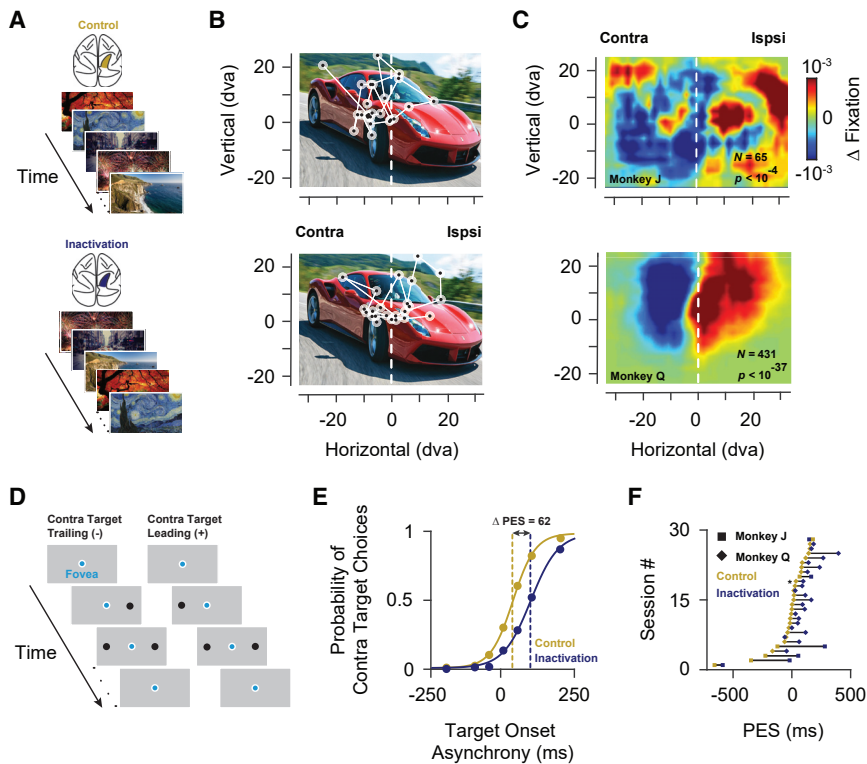 A
Control
Time
Inactivation
B
Vertical (dva)
20
0
-20
Contra
Ispsi
20
0
-20
-20
0
20
Horizontal (dva)
C
Contra
Ispsi
Vertical (dva)
20
0
-20
Monkey J
N = 65
p < 10^-4
10^-3
-10^-3
Δ Fixation
20
0
-20
Monkey Q
N = 431
p < 10^-37
-20
0
20
Horizontal (dva)
D
Contra Target
Trailing (-)
Contra Target
Leading (+)
Fovea
Time
E
Δ PES = 62
Probability of
Contra Target Choices
1
0.5
0
Control
Inactivation
-250
0
250
Target Onset
Asynchrony (ms)
F
Session #
30
15
0
Monkey J
Monkey Q
Control
Inactivation
*
-500
0
500
PES (ms)